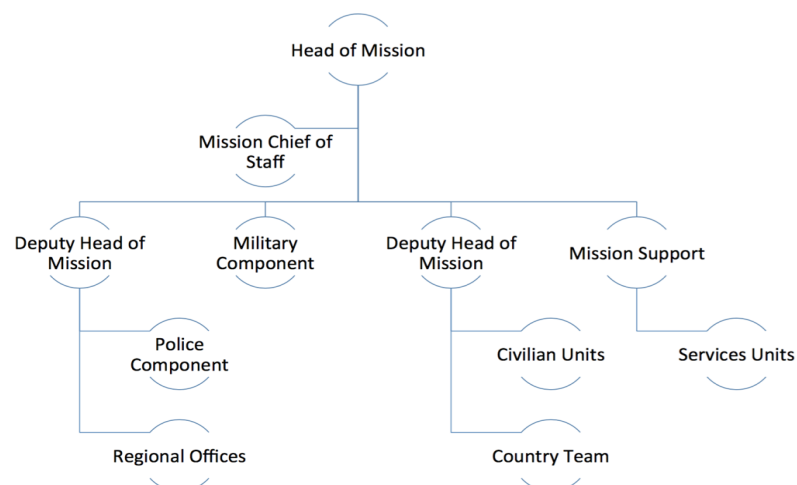 Head of Mission
Mission Chief of
Staff
Deputy Head of
Mission
Military
Component
Deputy Head of
Mission
Mission Support
Police
Component
Civilian Units
Services Units
Regional Offices
Country Team